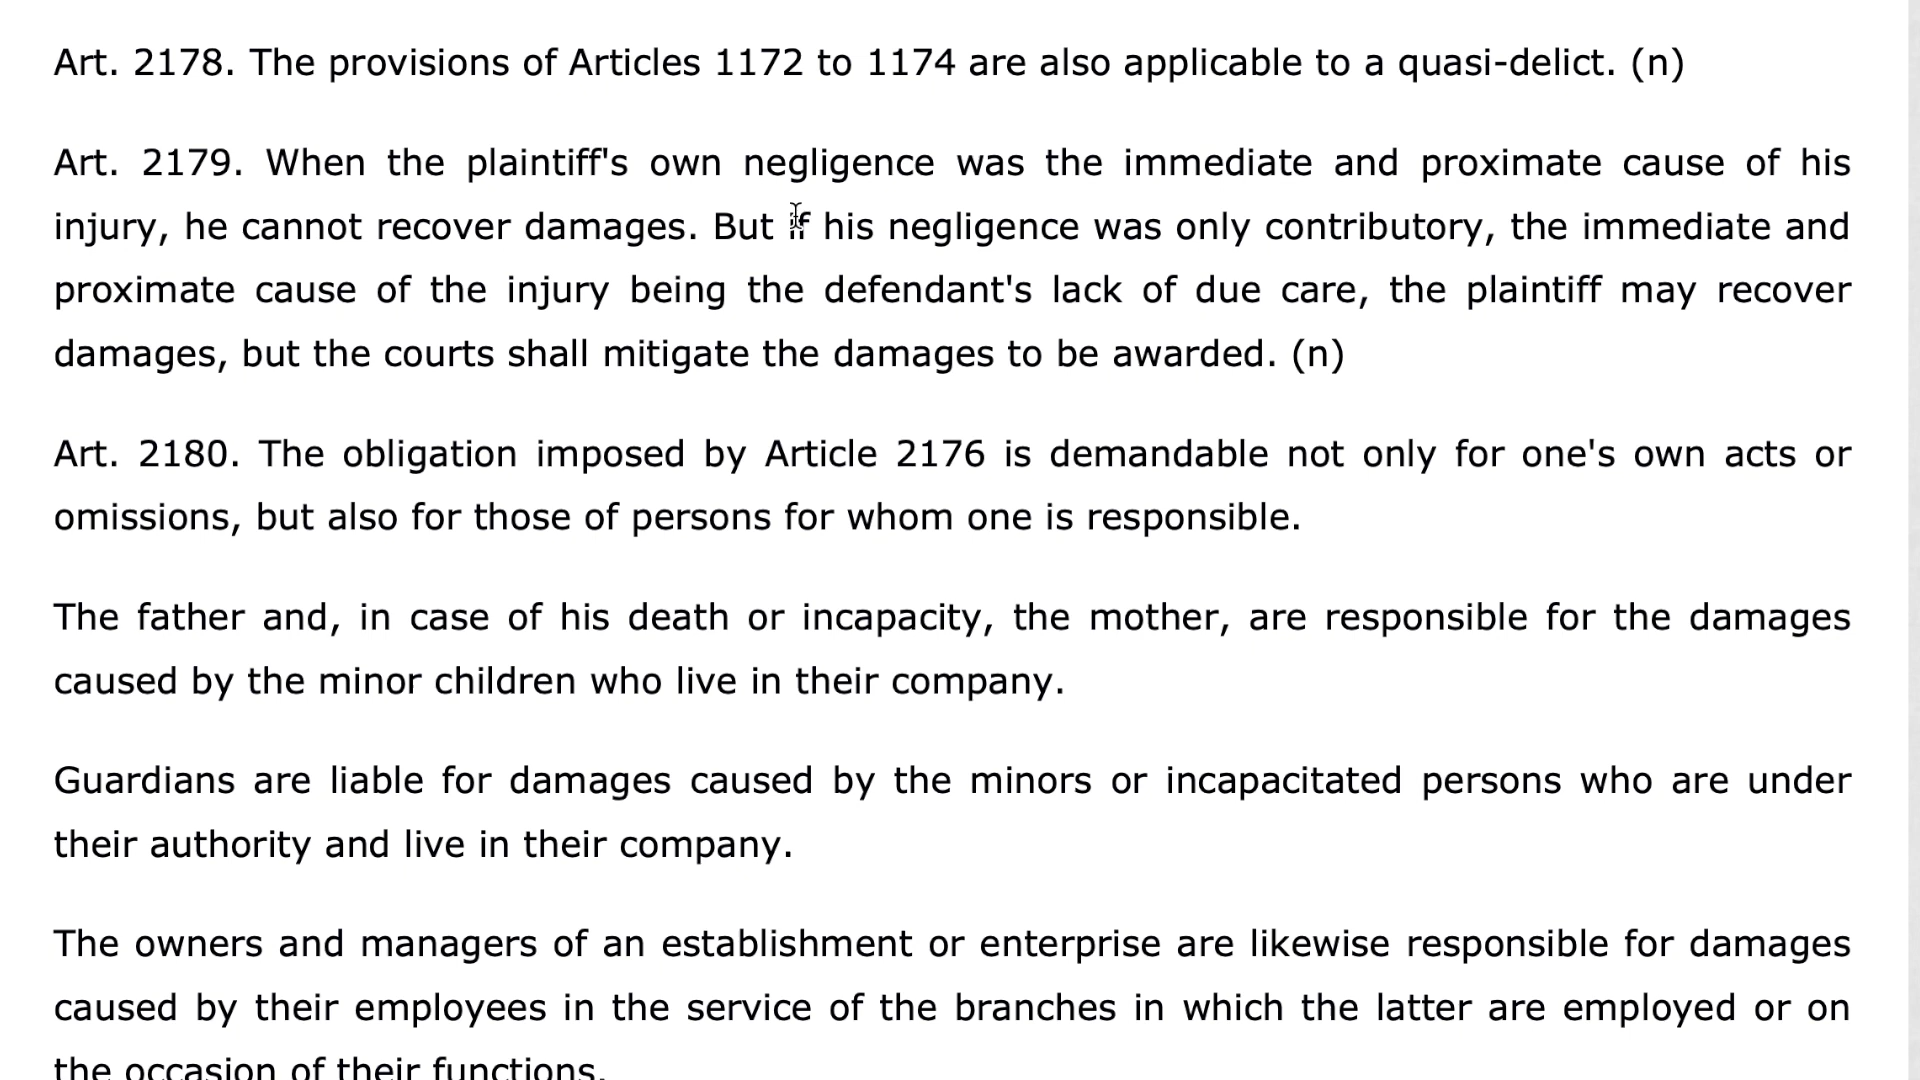 Art. 2178. The provisions of Articles 1172 to 1174 are also applicable to a quasi-delict. (n)
Art. 2179. When the plaintiff's own negligence was the immediate and proximate cause of his
injury, he cannot recover damages. But if his negligence was only contributory, the immediate and
proximate cause of the injury being the defendant's lack of due care, the plaintiff may recover
damages, but the courts shall mitigate the damages to be awarded. (n)
Art. 2180. The obligation imposed by Article 2176 is demandable not only for one's own acts or
omissions, but also for those of persons for whom one is responsible.
The father and, in case of his death or incapacity, the mother, are responsible for the damages
caused by the minor children who live in their company.
Guardians are liable for damages caused by the minors or incapacitated persons who are under
their authority and live in their company.
The owners and managers of an establishment or enterprise are likewise responsible for damages
caused by their employees in the service of the branches in which the latter are employed or on
the occasion of their functions.